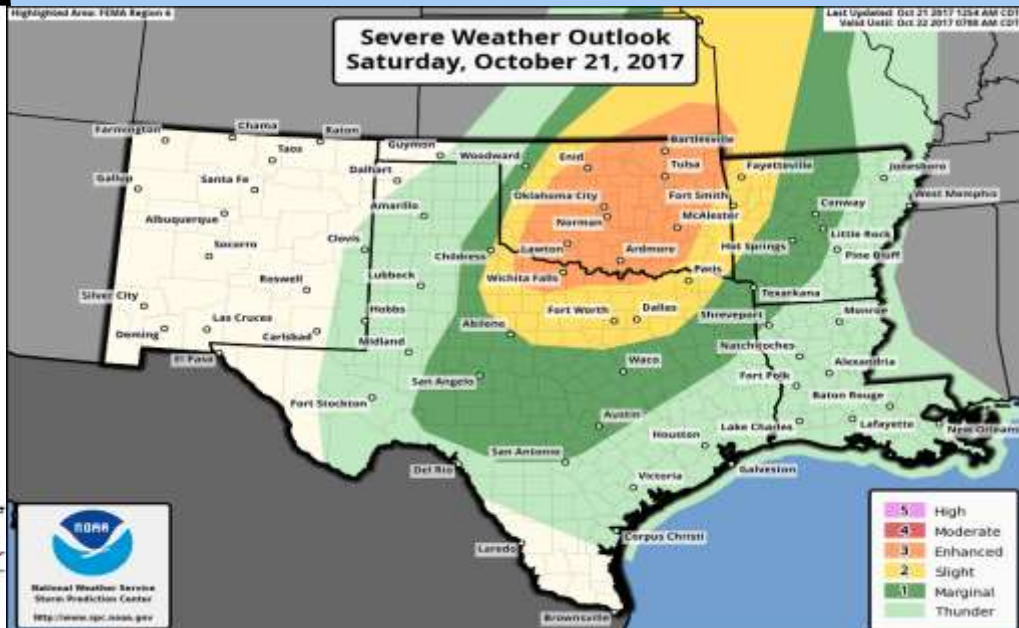 Highlighted Area: FEMA Region 6
Last Updated: Oct 21 2017 1254 AM CDT
Valid Until: Oct 22 2017 0700 AM CDT
Severe Weather Outlook
Saturday, October 21, 2017
Farmington
Chama
Raton
Taos
Guymon
Woodward
Enid
Bartlesville
Tulsa
Fayetteville
Jonesboro
Gallup
Santa Fe
Dalhart
Oklahoma City
Fort Smith
Conway
West Memphis
Albuquerque
Amarillo
Norman
McAlester
Little Rock
Socorro
Clovis
Childress
Lawton
Ardmore
Hot Springs
Pine Bluff
Roswell
Lubbock
Wichita Falls
Paris
Texarkana
Silver City
Las Cruces
Hobbs
Fort Worth
Dallas
Shreveport
Monroe
Deming
Carlsbad
Abilene
El Paso
Midland
Waco
Natchitoches
Alexandria
San Angelo
Fort Polk
Baton Rouge
Fort Stockton
Austin
Lake Charles
Lafayette
New Orleans
Houston
Del Rio
San Antonio
Galveston
Victoria
Laredo
Corpus Christi
Brownsville
NOAA
National Weather Service
Storm Prediction Center
http://www.spc.noaa.gov
5 High
4 Moderate
3 Enhanced
2 Slight
1 Marginal
Thunder